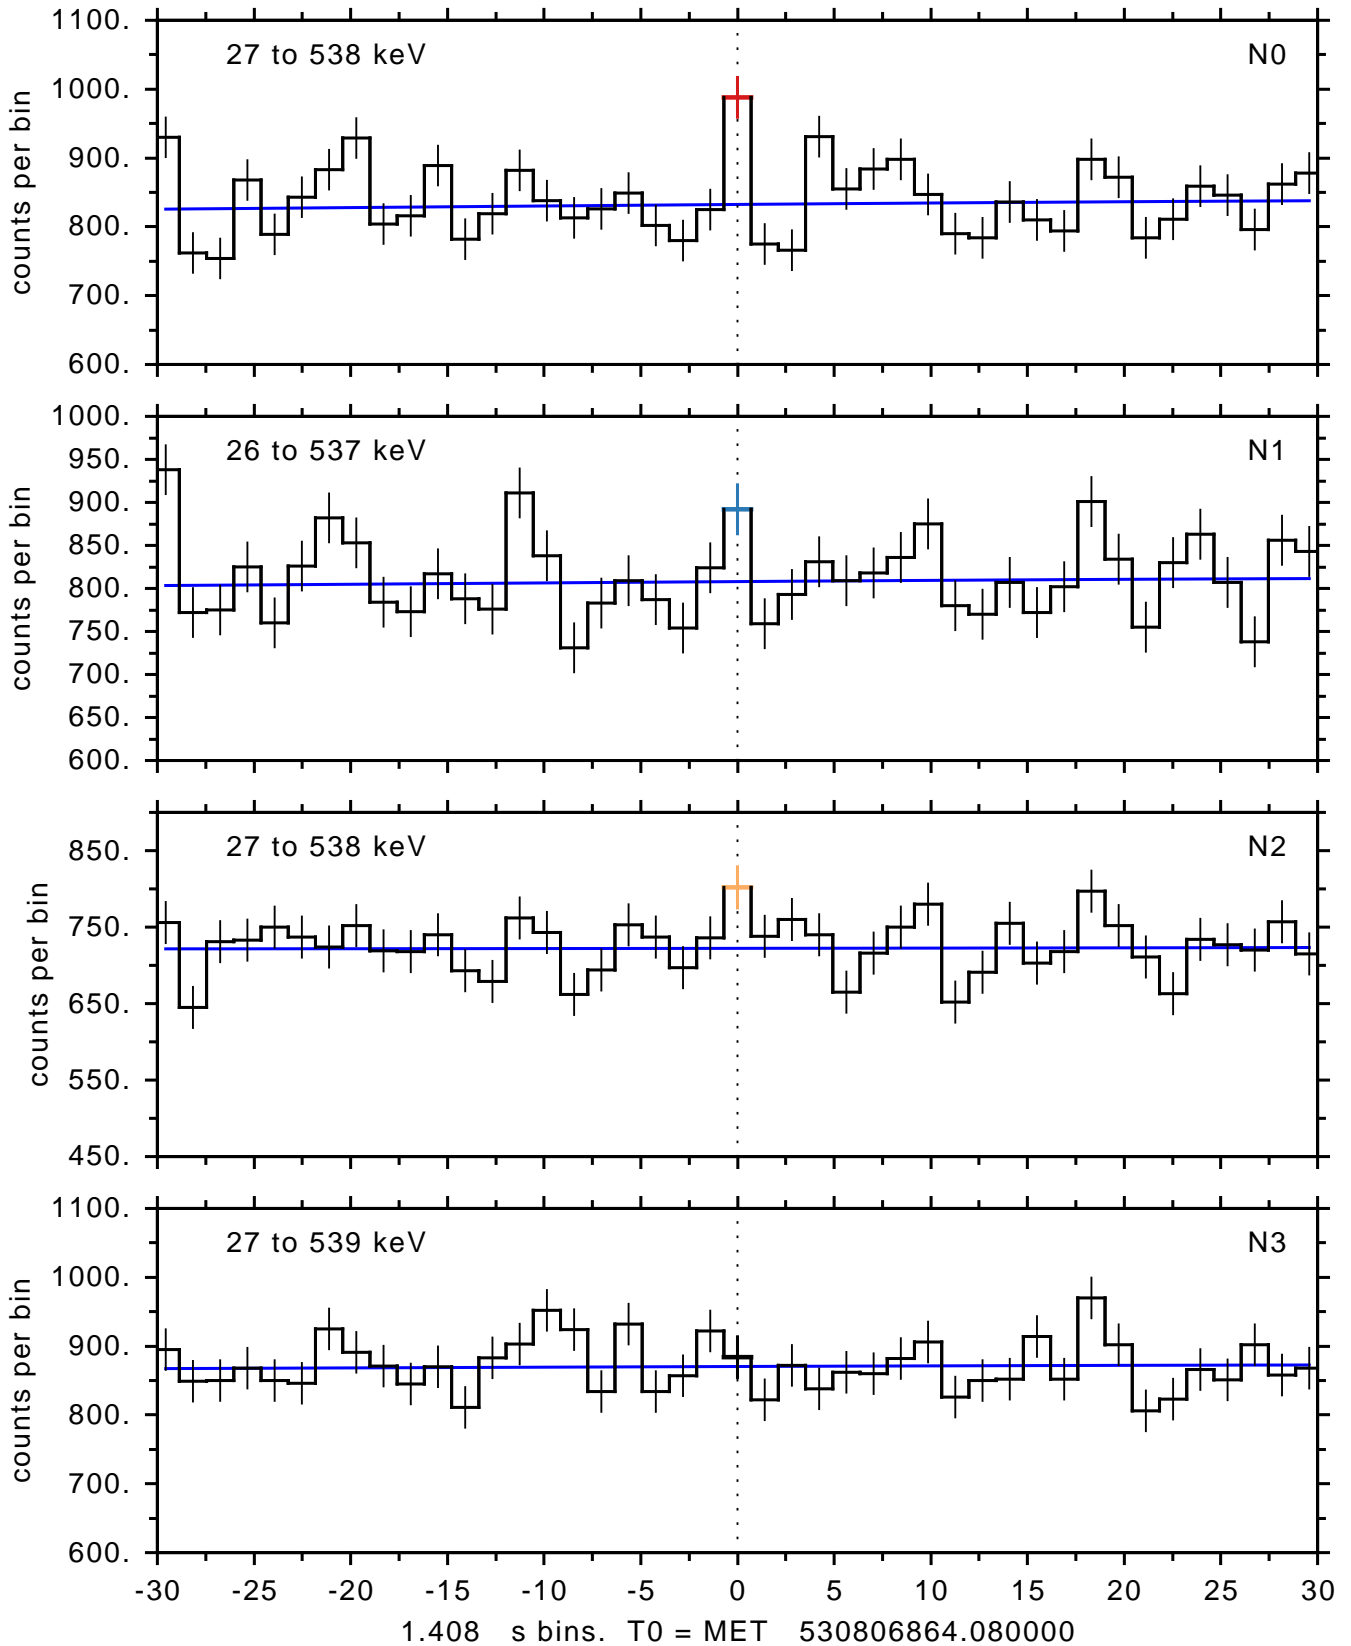 1100.
27 to 538 keV N0
1000.
900.
800.
700.
600.
counts per bin
1000.
26 to 537 keV N1
950.
900.
850.
800.
750.
700.
650.
600.
counts per bin
27 to 538 keV N2
850.
750.
650.
550.
450.
counts per bin
1100.
27 to 539 keV N3
1000.
900.
800.
700.
600.
counts per bin
-30 -25 -20 -15 -10 -5 0 5 10 15 20 25 30
1.408 s bins. T0 = MET 530806864.080000